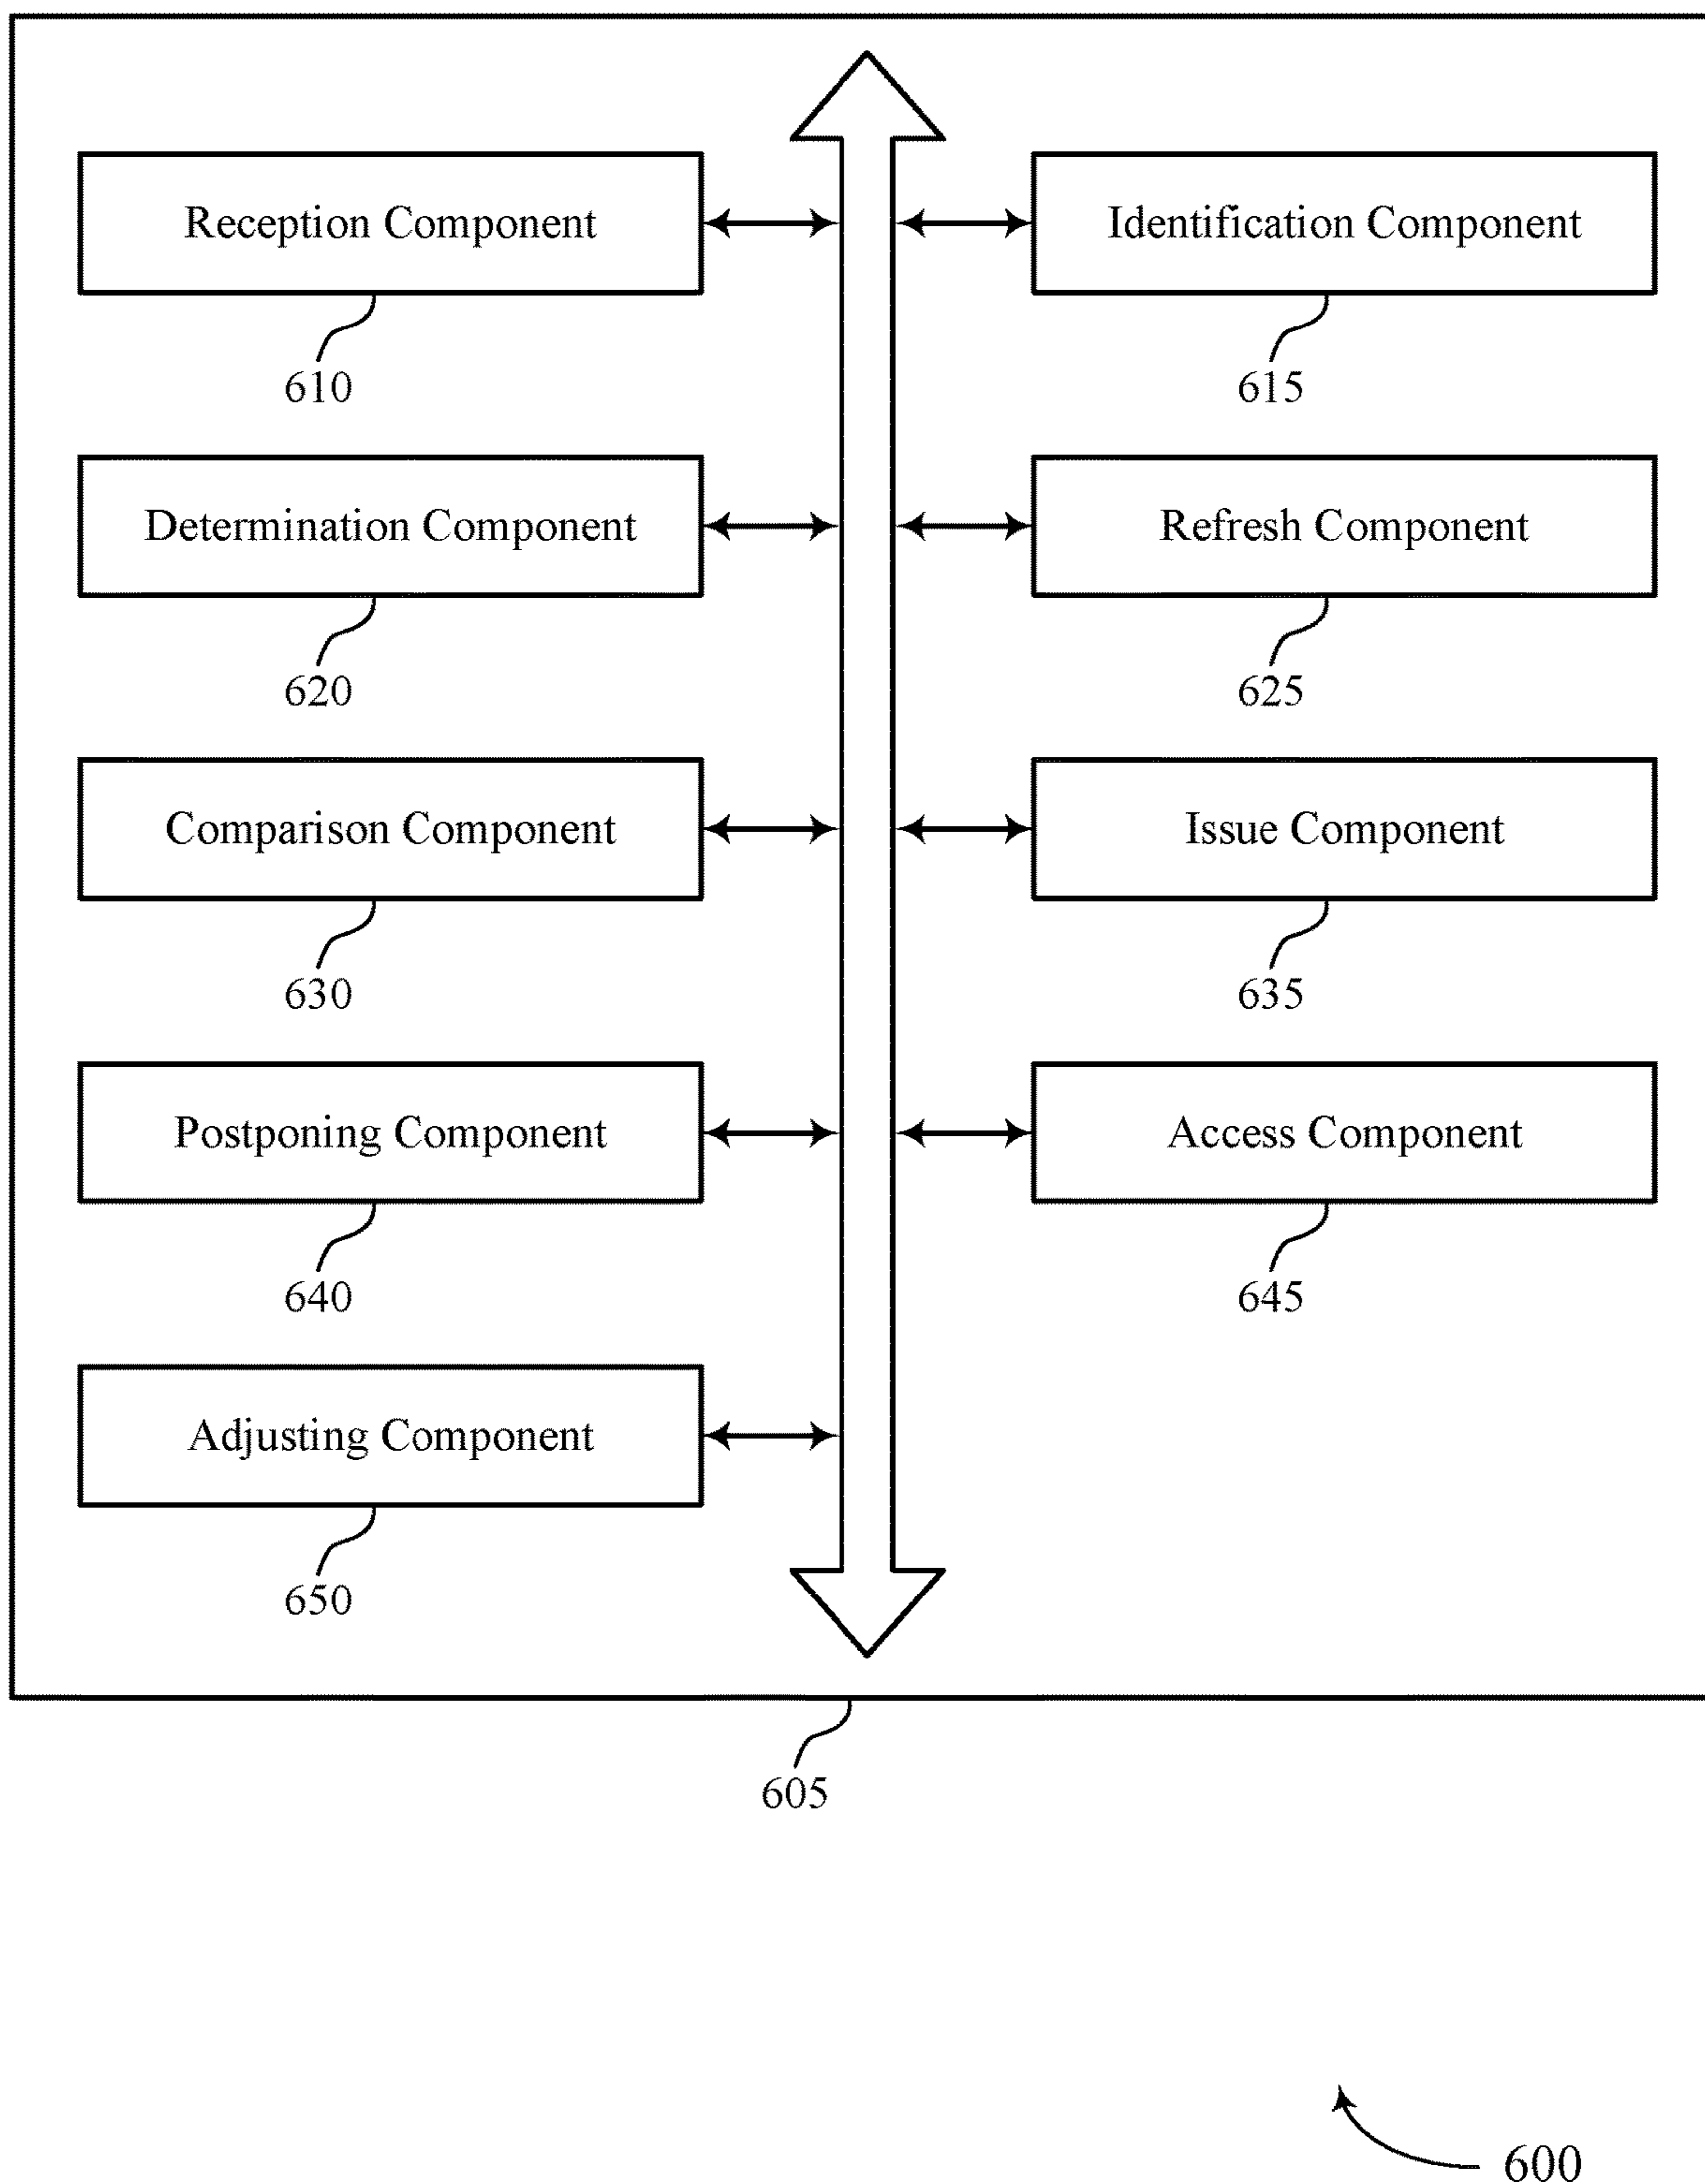 Reception Component
Identification Component
610
615
Determination Component
Refresh Component
620
625
Comparison Component
Issue Component
630
635
Postponing Component
Access Component
640
645
Adjusting Component
650
605
600